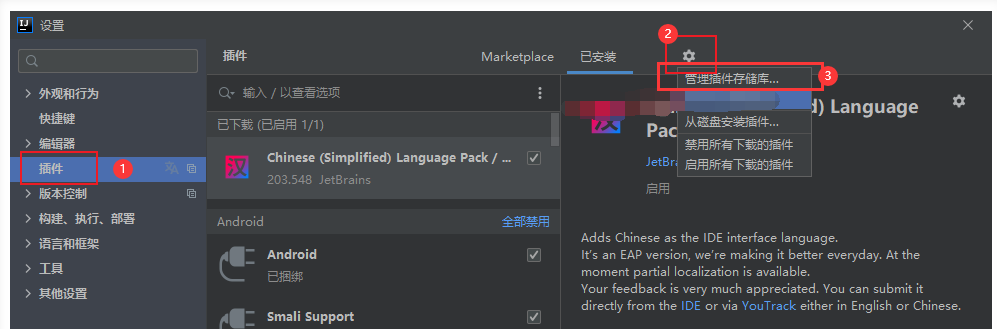 设置
插件
Marketplace
已安装
2
管理插件存储库...
3
外观和行为
快捷键
编辑器
插件
1
版本控制
构建、执行、部署
语言和框架
工具
其他设置
输入 / 以查看选项
已下载 (已启用 1/1)
Chinese (Simplified) Language Pack / ...
203.548 JetBrains
Android
全部禁用
Android
已捆绑
Smali Support
d) Language
Pac
从磁盘安装插件...
禁用所有下载的插件
启用所有下载的插件
JetBra
启用
Adds Chinese as the IDE interface language.
It's an EAP version, we're making it better everyday. At the
moment partial localization is available.
Your feedback is very much appreciated. You can submit it
directly from the IDE or via YouTrack either in English or Chinese.